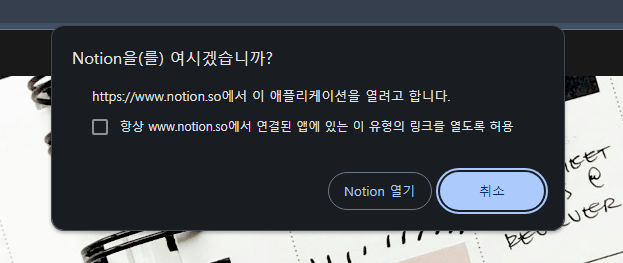 Notion을(를) 여시겠습니까?
https://www.notion.so에서 이 애플리케이션을 열려고 합니다.
항상 www.notion.so에서 연결된 앱에 있는 이 유형의 링크를 열도록 허용
Notion 열기
취소
MEET
@